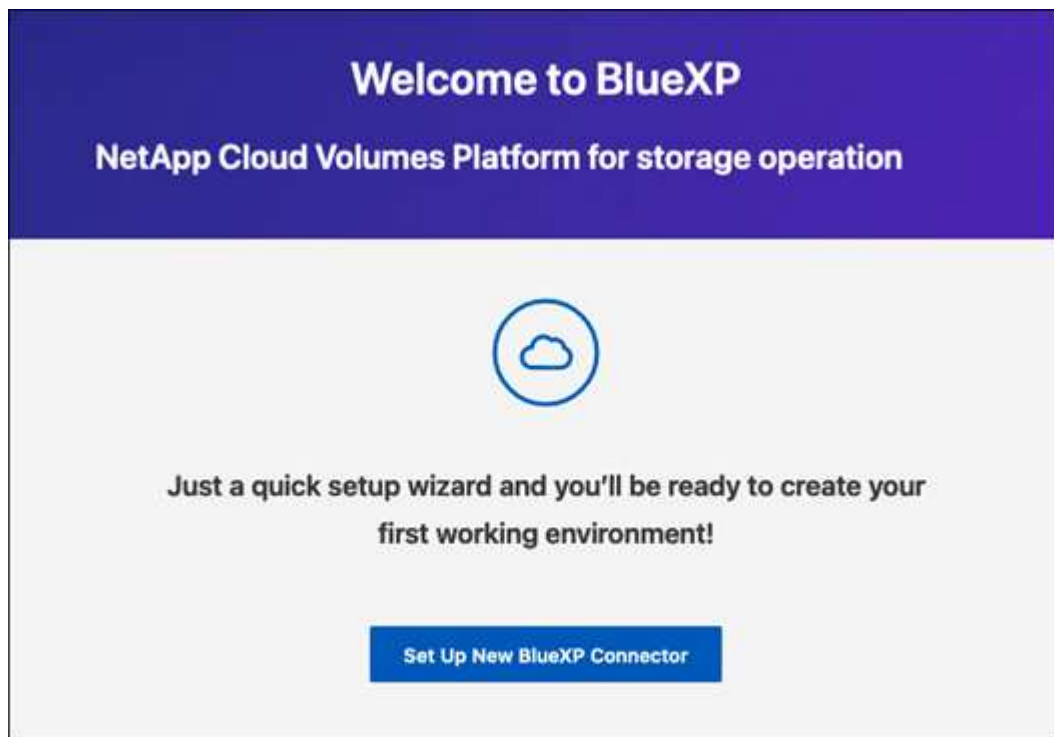 Welcome to BlueXP
NetApp Cloud Volumes Platform for storage operation
Just a quick setup wizard and you'll be ready to create your
first working environment!
Set Up New BlueXP Connector